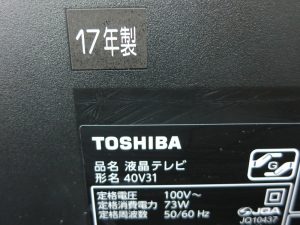 17年製
TOSHIBA
品名 液晶テレビ
形名 40V31
定格電圧 100V～
定格消費電力 73W
定格周波数 50/60 Hz
G
JQA
JQ10437